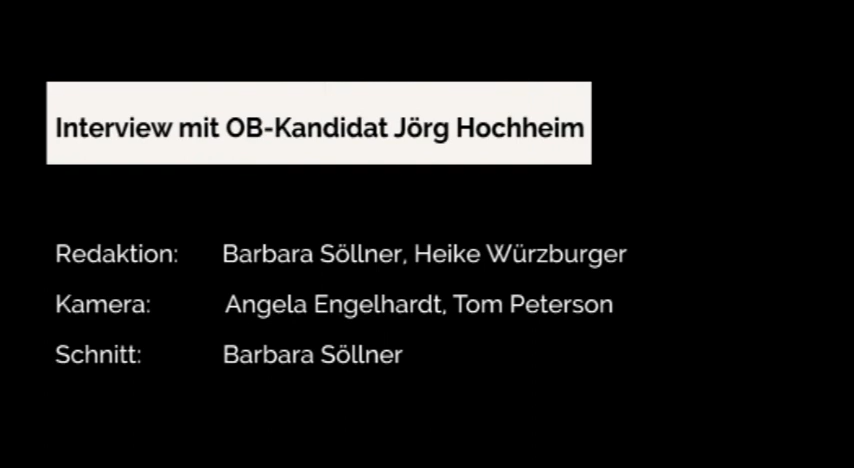 Interview mit OB-Kandidat Jörg Hochheim
Redaktion: Barbara Söllner, Heike Würzburger
Kamera: Angela Engelhardt, Tom Peterson
Schnitt: Barbara Söllner